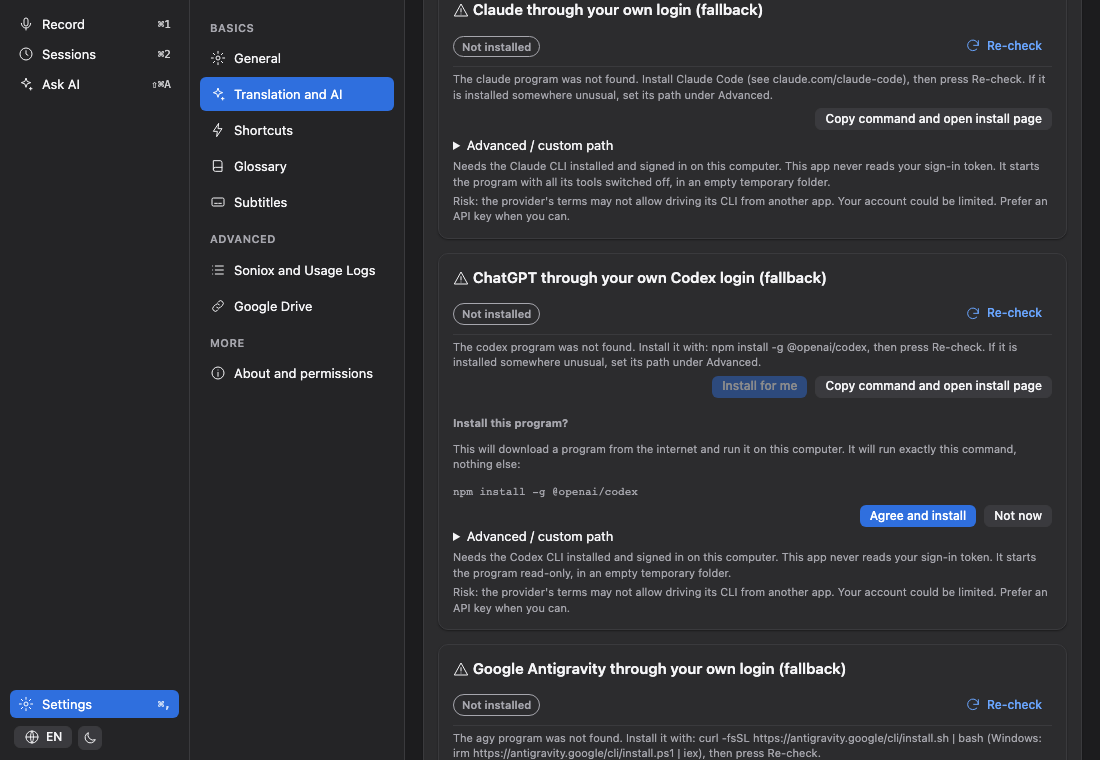 Record ⌘1
Sessions ⌘2
Ask AI ⇧⌘A
Settings ⌘,
EN
BASICS
General
Translation and AI
Shortcuts
Glossary
Subtitles
ADVANCED
Soniox and Usage Logs
Google Drive
MORE
About and permissions
Claude through your own login (fallback)
Not installed
Re-check
The claude program was not found. Install Claude Code (see claude.com/claude-code), then press Re-check. If it
is installed somewhere unusual, set its path under Advanced.
Copy command and open install page
Advanced / custom path
Needs the Claude CLI installed and signed in on this computer. This app never reads your sign-in token. It starts
the program with all its tools switched off, in an empty temporary folder.
Risk: the provider's terms may not allow driving its CLI from another app. Your account could be limited. Prefer an
API key when you can.
ChatGPT through your own Codex login (fallback)
Not installed
Re-check
The codex program was not found. Install it with: npm install -g @openai/codex, then press Re-check. If it is
installed somewhere unusual, set its path under Advanced.
Install for me
Copy command and open install page
Install this program?
This will download a program from the internet and run it on this computer. It will run exactly this command,
nothing else:
npm install -g @openai/codex
Agree and install
Not now
Advanced / custom path
Needs the Codex CLI installed and signed in on this computer. This app never reads your sign-in token. It starts
the program read-only, in an empty temporary folder.
Risk: the provider's terms may not allow driving its CLI from another app. Your account could be limited. Prefer an
API key when you can.
Google Antigravity through your own login (fallback)
Not installed
Re-check
The agy program was not found. Install it with: curl -fsSL https://antigravity.google/cli/install.sh | bash (Windows:
irm https://antigravity.google/cli/install.ps1 | iex), then press Re-check.